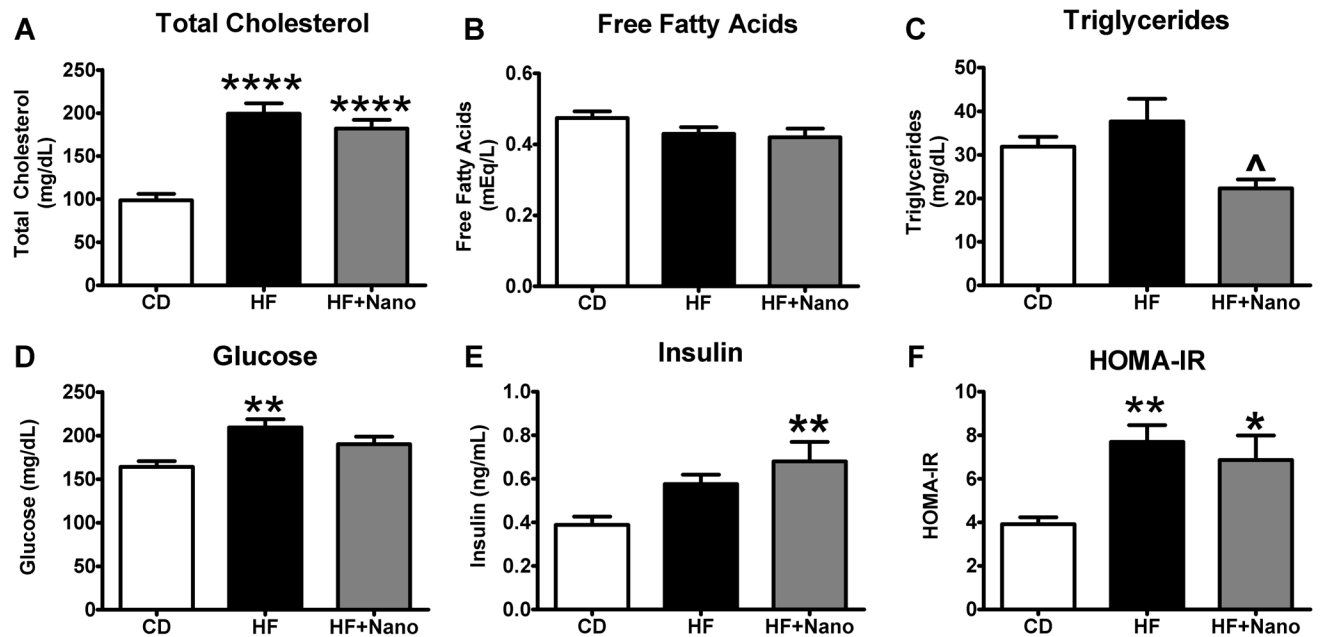 A
Total Cholesterol
Total Cholesterol
(mg/dL)
250
200
150
100
50
0
****
****
CD
HF
HF+Nano
B
Free Fatty Acids
Free Fatty Acids
(mEq/L)
0.6
0.4
0.2
0.0
CD
HF
HF+Nano
C
Triglycerides
Triglycerides
(mg/dL)
50
40
30
20
10
0
^
CD
HF
HF+Nano
D
Glucose
Glucose (mg/dL)
250
200
150
100
50
0
**
CD
HF
HF+Nano
E
Insulin
Insulin (ng/mL)
1.0
0.8
0.6
0.4
0.2
0.0
**
CD
HF
HF+Nano
F
HOMA-IR
HOMA-IR
10
8
6
4
2
0
**
*
CD
HF
HF+Nano